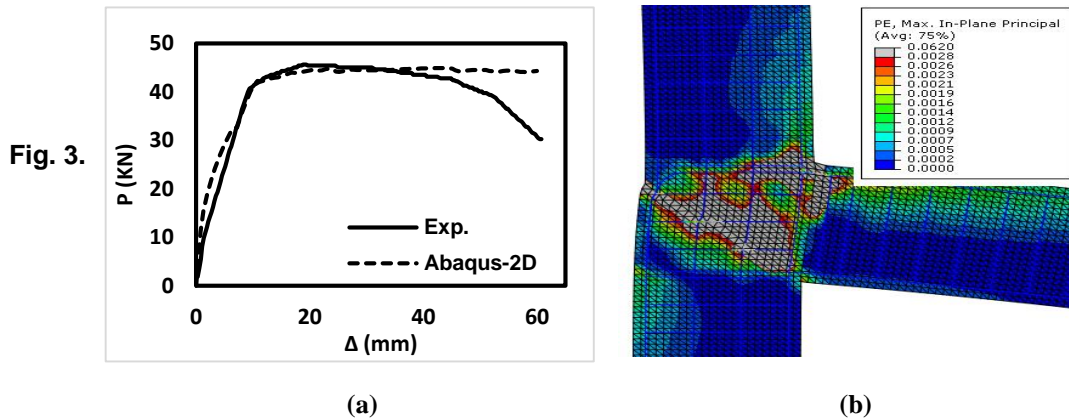 Fig. 3.
P (KN)
50
40
30
20
10
0
Exp.
Abaqus-2D
0 20 40 60
Δ (mm)
(a)
PE, Max. In-Plane Principal
(Avg: 75%)
0.0620
0.0028
0.0026
0.0023
0.0021
0.0019
0.0016
0.0014
0.0012
0.0009
0.0007
0.0005
0.0002
0.0000
(b)